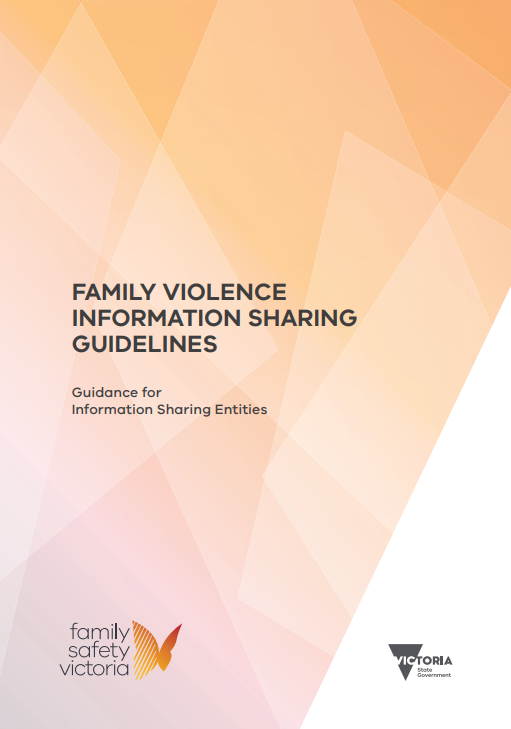 FAMILY VIOLENCE
INFORMATION SHARING
GUIDELINES
Guidance for
Information Sharing Entities
family
safety
victoria
VICTORIA
State
Government